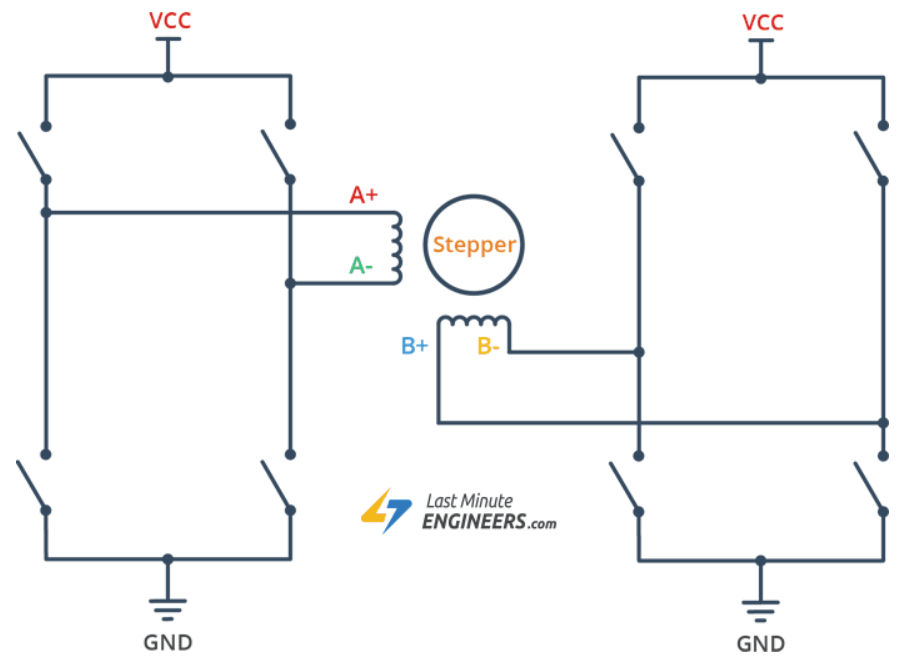 VCC
VCC
A+
Stepper
A-
B+
B-
Last Minute
ENGINEERS.com
GND
GND